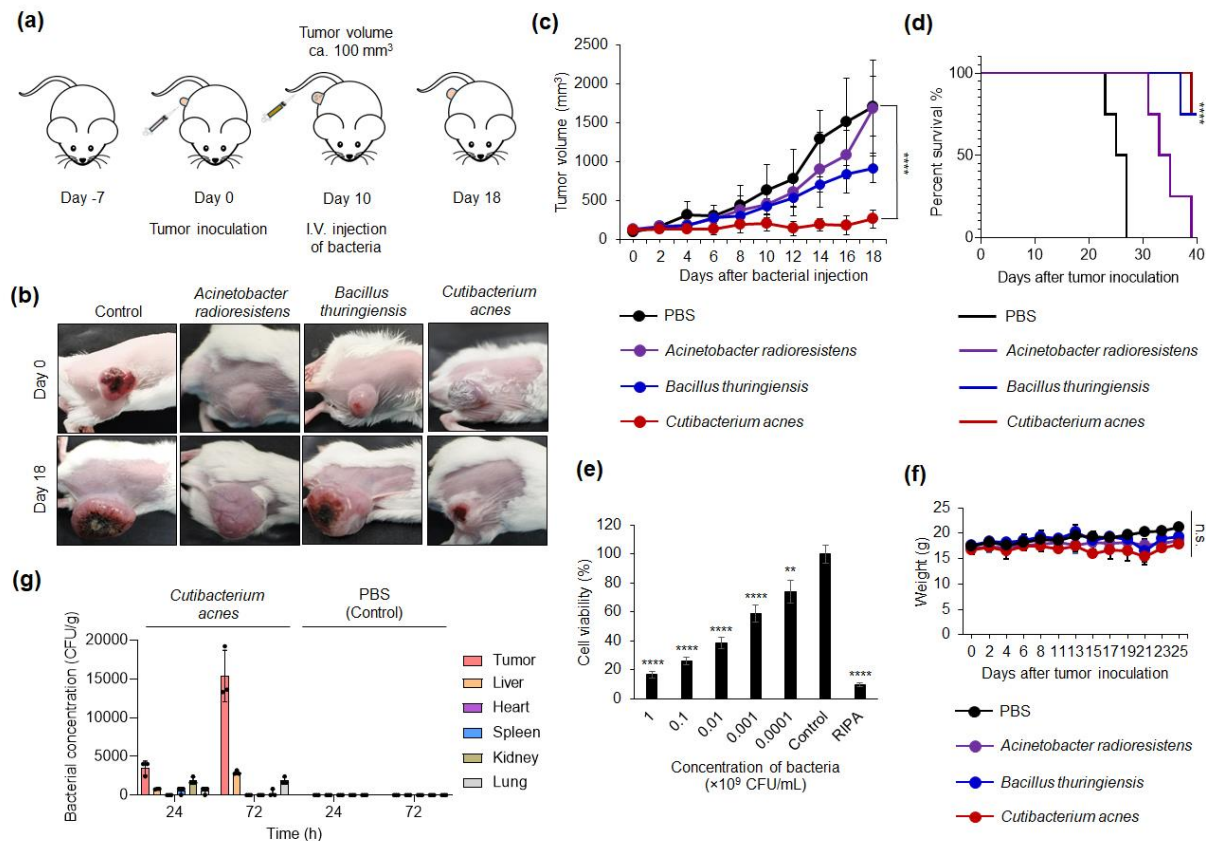 (a)
Tumor volume
ca. 100 mm³
Day -7
Day 0
Day 10
Day 18
Tumor inoculation
I.V. injection
of bacteria
(b)
Control
Acinetobacter
radioresistens
Bacillus
thuringiensis
Cutibacterium
acnes
Day 0
Day 18
(c)
Tumor volume (mm³)
2500
2000
1500
1000
500
0
0 2 4 6 8 10 12 14 16 18
Days after bacterial injection
****
PBS
Acinetobacter radioresistens
Bacillus thuringiensis
Cutibacterium acnes
(d)
Percent survival %
100
50
0
0 10 20 30 40
Days after tumor inoculation
****
PBS
Acinetobacter radioresistens
Bacillus thuringiensis
Cutibacterium acnes
(e)
Cell viability (%)
120
100
80
60
40
20
0
**** **** **** **** ** ****
1 0.1 0.01 0.001 0.0001 Control RIPA
Concentration of bacteria
(×10⁹ CFU/mL)
(f)
Weight (g)
25
20
15
10
5
0
n.s.
0 2 4 6 8 11 13 15 17 19 21 23 25
Days after tumor inoculation
PBS
Acinetobacter radioresistens
Bacillus thuringiensis
Cutibacterium acnes
(g)
Cutibacterium
acnes
PBS
(Control)
Bacterial concentration (CFU/g)
20000
15000
10000
5000
0
24 72 24 72
Time (h)
Tumor
Liver
Heart
Spleen
Kidney
Lung